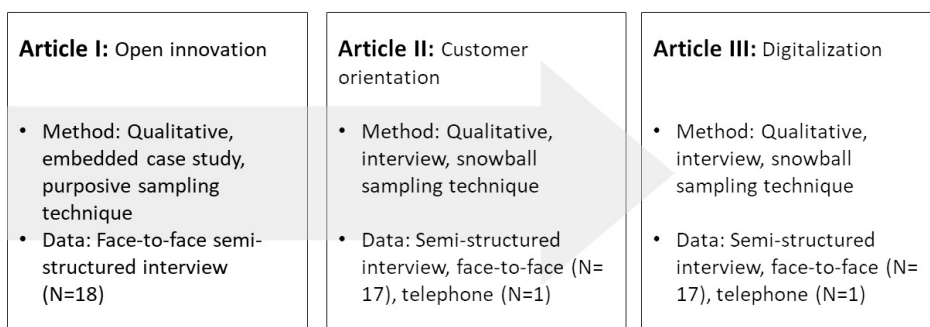 Article I: Open innovation
• Method: Qualitative,
embedded case study,
purposive sampling
technique
• Data: Face-to-face semi-
structured interview
(N=18)
Article II: Customer
orientation
• Method: Qualitative,
interview, snowball
sampling technique
• Data: Semi-structured
interview, face-to-face (N=
17), telephone (N=1)
Article III: Digitalization
• Method: Qualitative,
interview, snowball
sampling technique
• Data: Semi-structured
interview, face-to-face (N=
17), telephone (N=1)